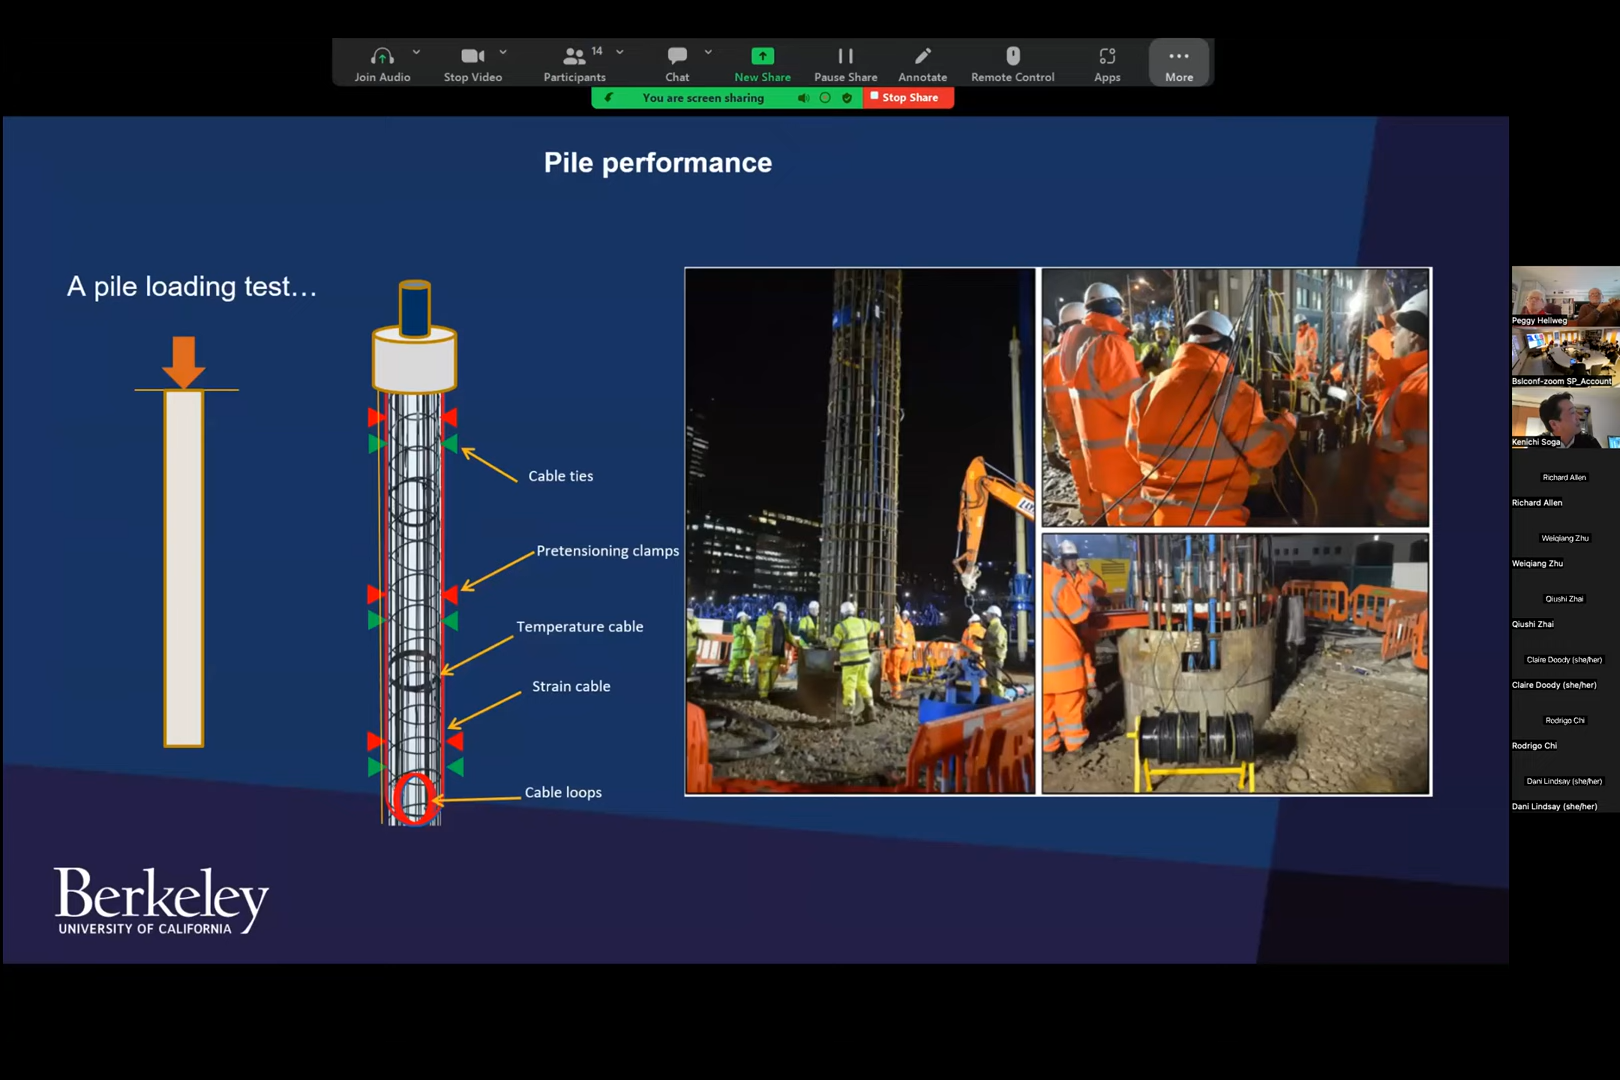 Join Audio
Stop Video
14
Participants
Chat
New Share
Pause Share
Annotate
Remote Control
Apps
More
You are screen sharing
Stop Share
Pile performance
A pile loading test…
Cable ties
Pretensioning clamps
Temperature cable
Strain cable
Cable loops
Berkeley
UNIVERSITY OF CALIFORNIA
Peggy Hellweg
Bslconf-zoom SP_Account
Kenichi Soga
Richard Allen
Richard Allen
Weiqiang Zhu
Weiqiang Zhu
Qiushi Zhai
Qiushi Zhai
Claire Doody (she/her)
Claire Doody (she/her)
Rodrigo Chi
Rodrigo Chi
Dani Lindsay (she/her)
Dani Lindsay (she/her)